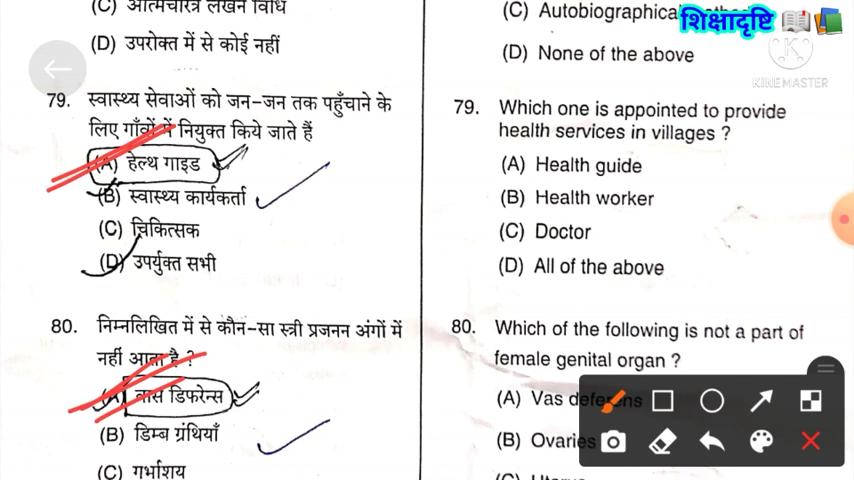 (C) आत्मचरित्र लेखन विधि
(D) उपरोक्त में से कोई नहीं
79. स्वास्थ्य सेवाओं को जन-जन तक पहुँचाने के
लिए गाँवों में नियुक्त किये जाते हैं
(A) हेल्थ गाइड
(B) स्वास्थ्य कार्यकर्ता
(C) चिकित्सक
(D) उपर्युक्त सभी
80. निम्नलिखित में से कौन-सा स्त्री प्रजनन अंगों में
नहीं आता है ?
(A) वास डिफरेन्स
(B) डिम्ब ग्रंथियाँ
(C) गर्भाशय
(C) Autobiographical
(D) None of the above
79. Which one is appointed to provide
health services in villages ?
(A) Health guide
(B) Health worker
(C) Doctor
(D) All of the above
80. Which of the following is not a part of
female genital organ ?
(A) Vas deferens
(B) Ovaries
(C) Uterus
शिक्षादृष्टि
KINEMASTER